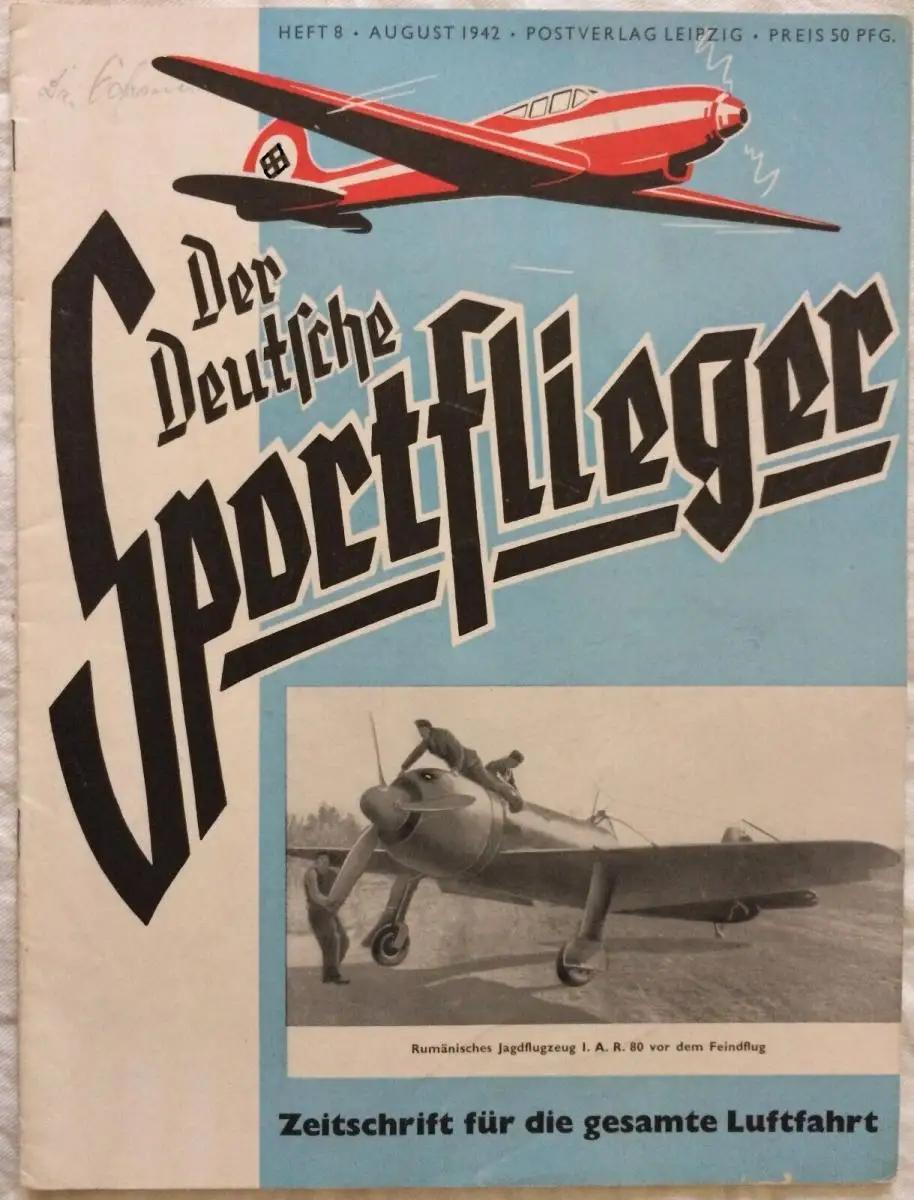 HEFT 8 · AUGUST 1942 · POSTVERLAG LEIPZIG · PREIS 50 PFG.
Dr.
Der
Deutsche
Sportflieger
Rumänisches Jagdflugzeug I. A. R. 80 vor dem Feindflug
Zeitschrift für die gesamte Luftfahrt